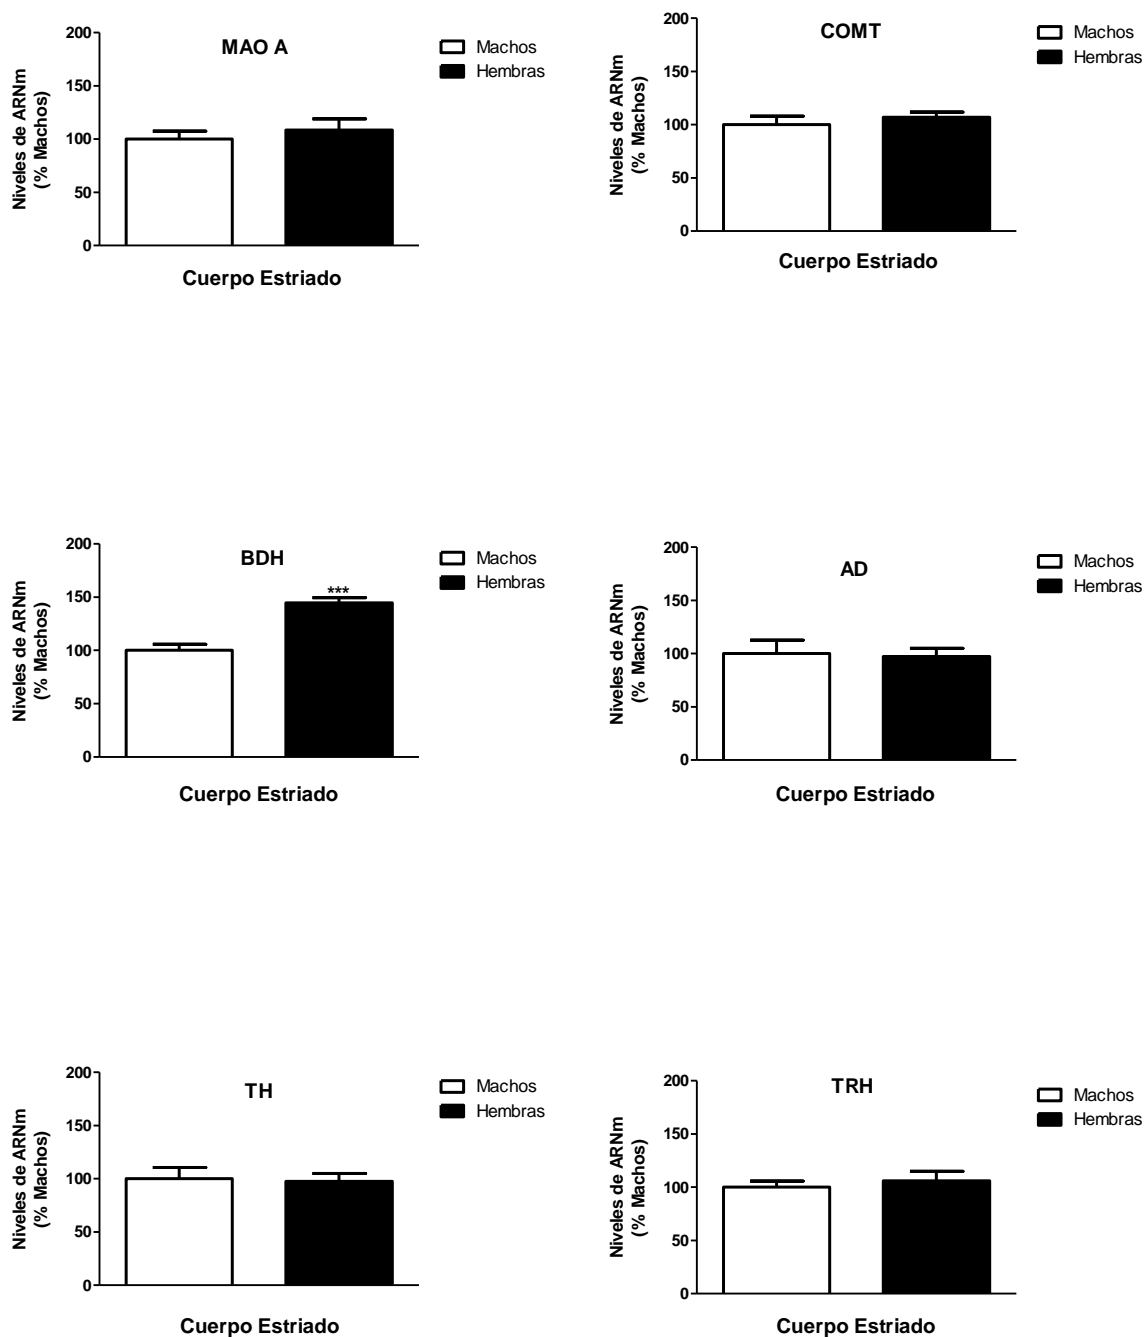 MAO A
Machos
Hembras
Niveles de ARNm
(% Machos)
200
150
100
50
0
Cuerpo Estriado
COMT
Machos
Hembras
Niveles de ARNm
(% Machos)
200
150
100
50
0
Cuerpo Estriado
BDH
Machos
Hembras
Niveles de ARNm
(% Machos)
200
150
100
50
0
***
Cuerpo Estriado
AD
Machos
Hembras
Niveles de ARNm
(% Machos)
200
150
100
50
0
Cuerpo Estriado
TH
Machos
Hembras
Niveles de ARNm
(% Machos)
200
150
100
50
0
Cuerpo Estriado
TRH
Machos
Hembras
Niveles de ARNm
(% Machos)
200
150
100
50
0
Cuerpo Estriado